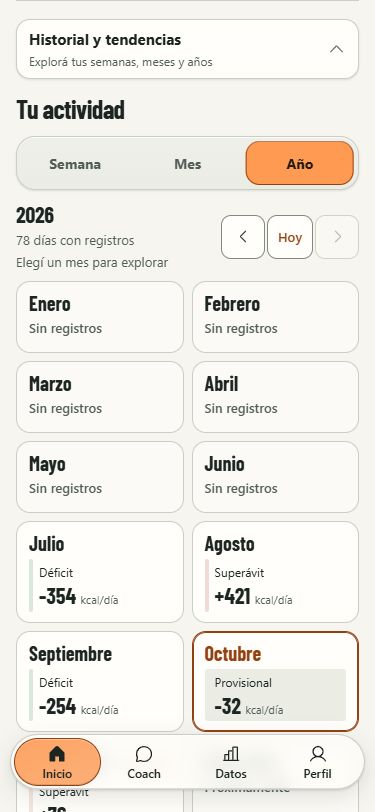 Historial y tendencias
Explorá tus semanas, meses y años
Tu actividad
Semana Mes Año
2026
78 días con registros
Elegí un mes para explorar
Hoy
Enero
Sin registros
Febrero
Sin registros
Marzo
Sin registros
Abril
Sin registros
Mayo
Sin registros
Junio
Sin registros
Julio
Déficit
-354 kcal/día
Agosto
Superávit
+421 kcal/día
Septiembre
Déficit
-254 kcal/día
Octubre
Provisional
-32 kcal/día
Superávit
Próximamente
Inicio
Coach
Datos
Perfil